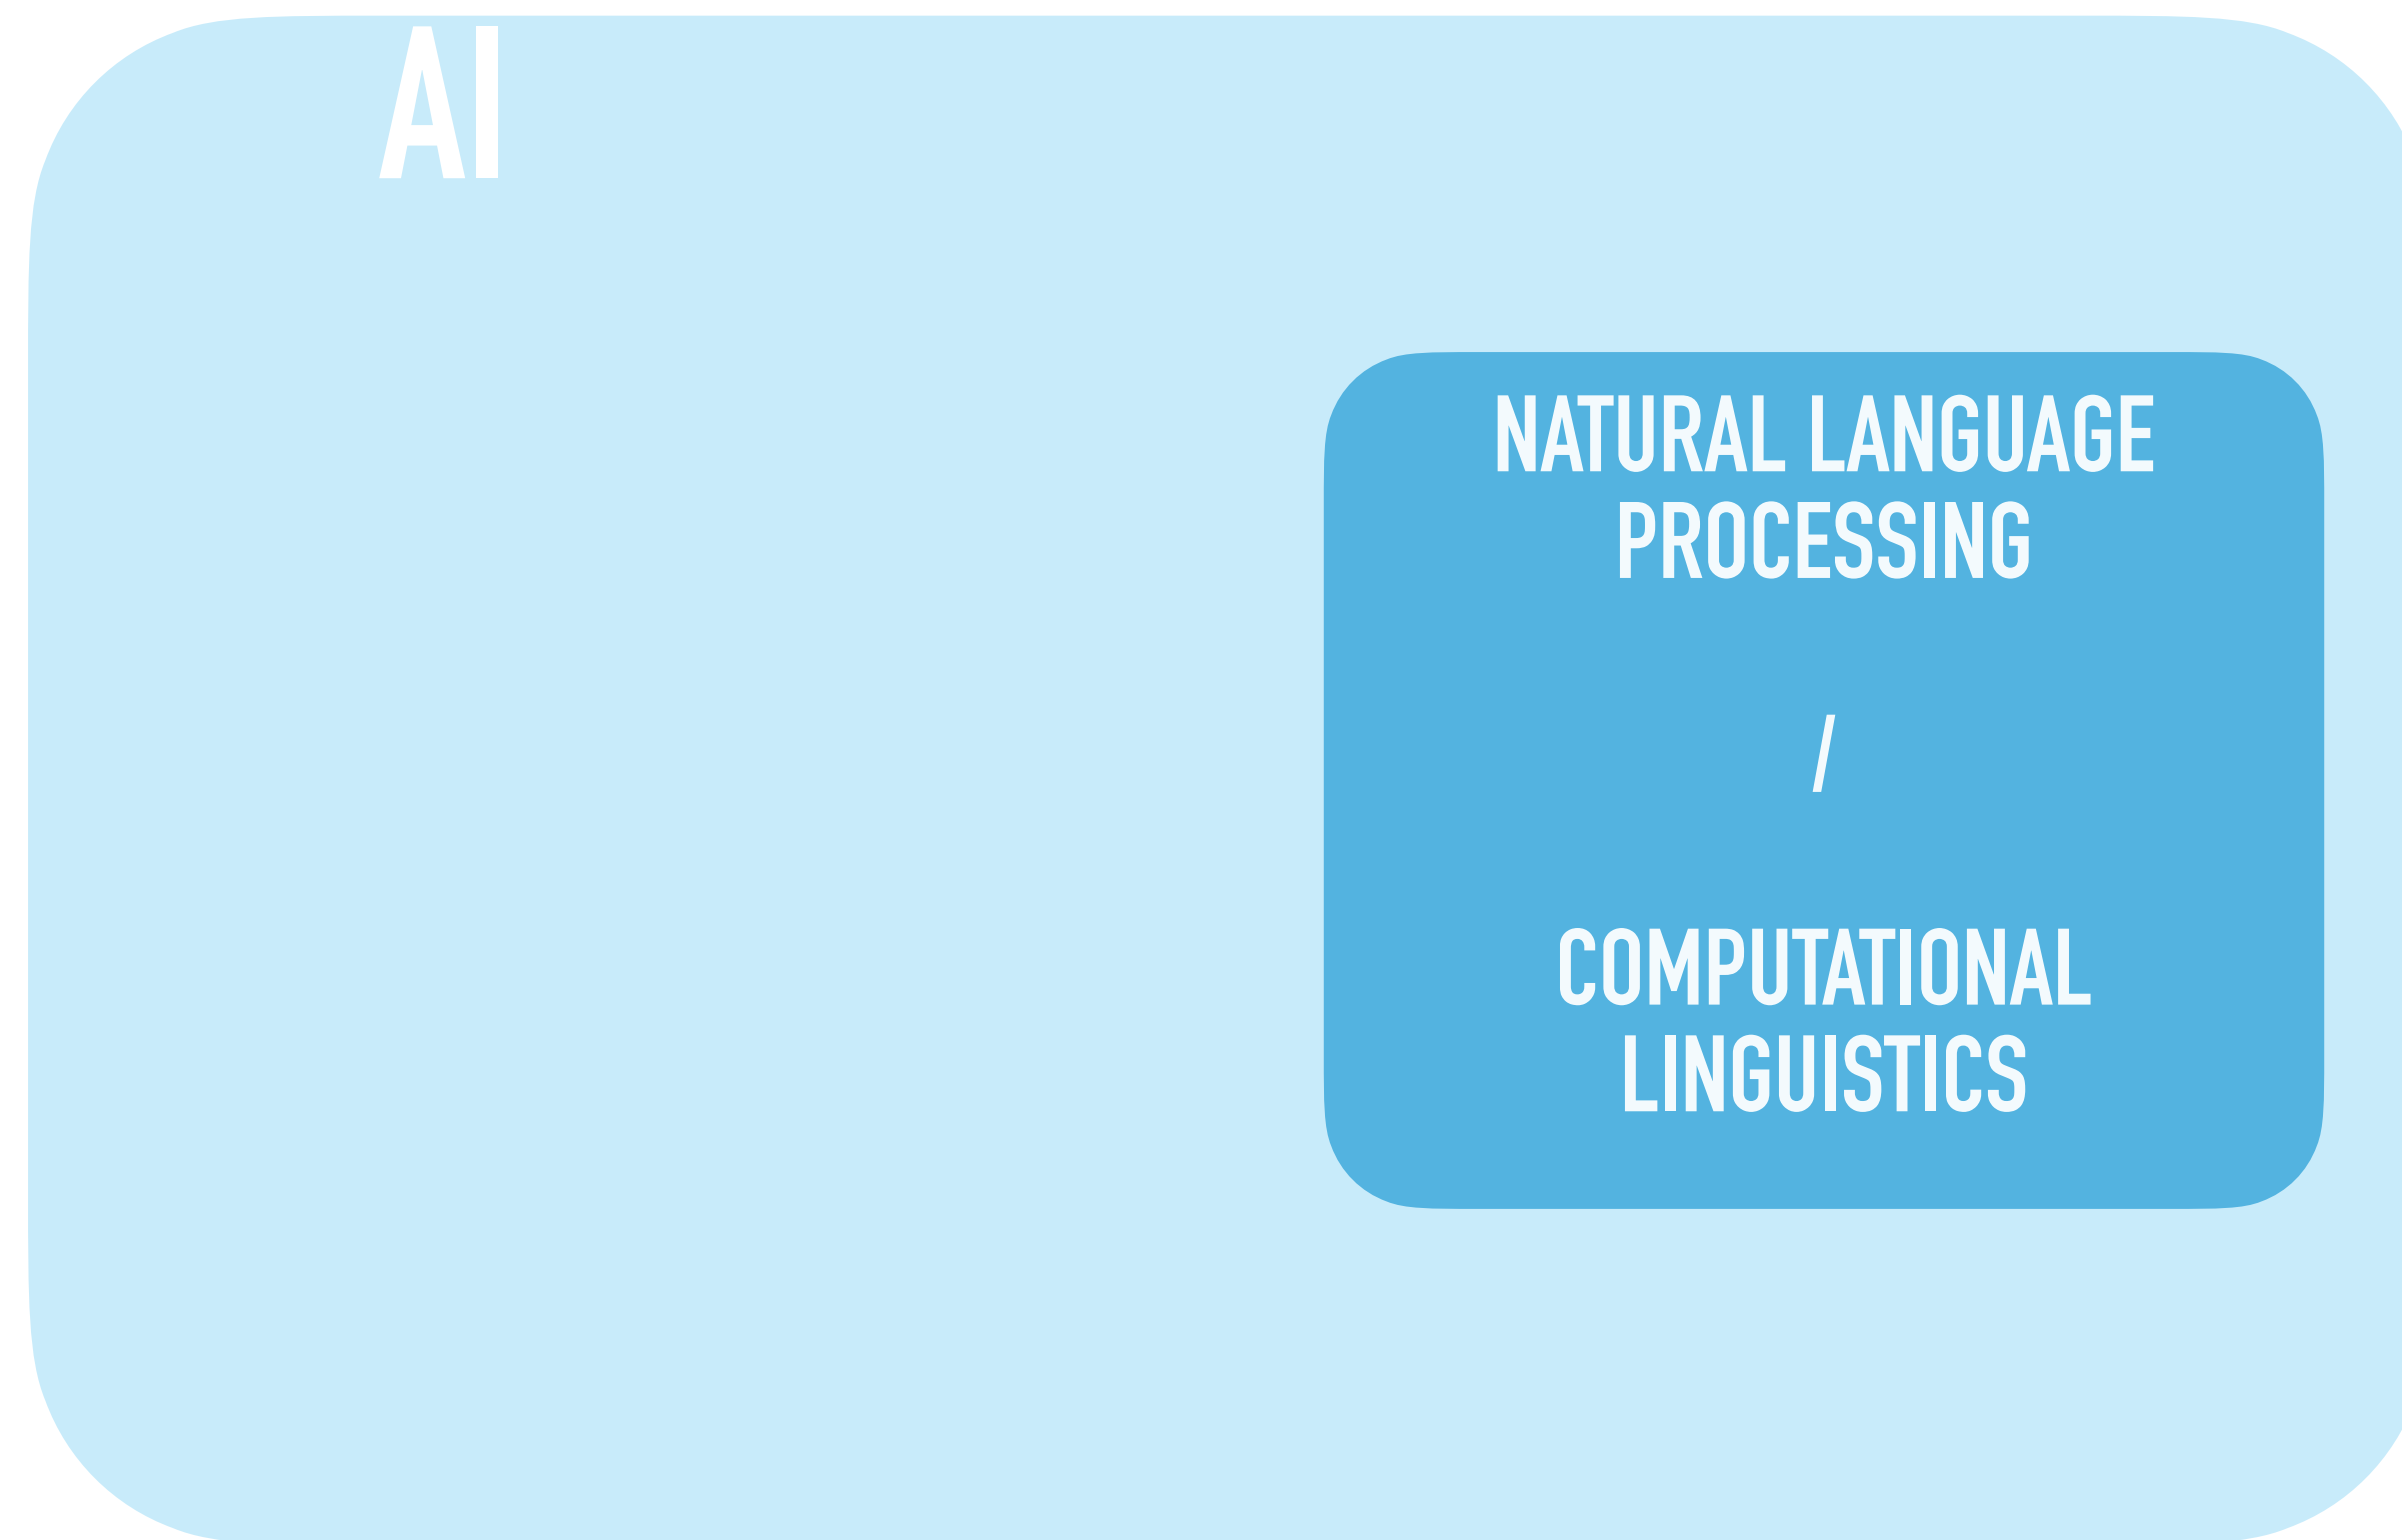 AI
NATURAL LANGUAGE
PROCESSING
/
COMPUTATIONAL
LINGUISTICS